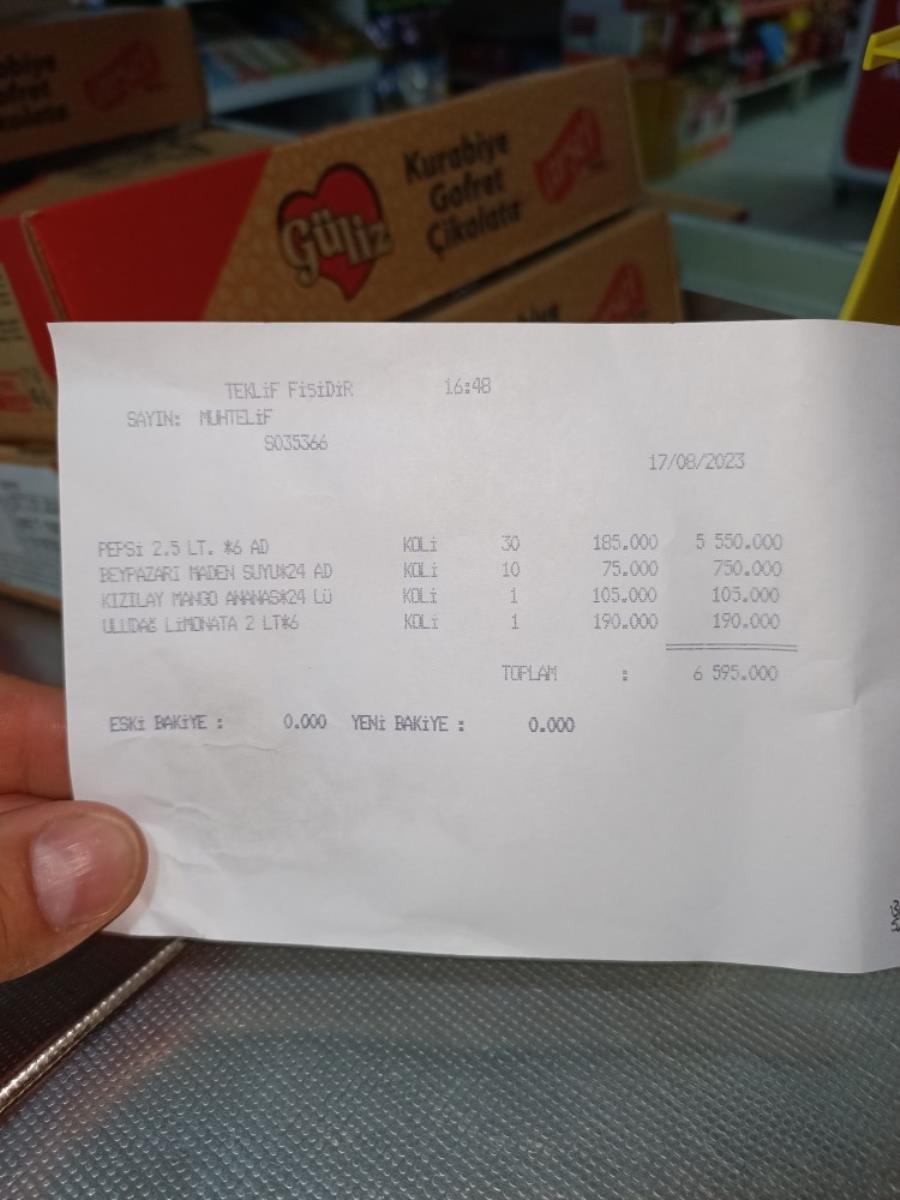 Kurabiye
Gofret
Çikolata
Güliz
TEKLiF FiŞiDiR 16:48
SAYIN: MUHTELiF
S035366
17/08/2023
PEPSi 2.5 LT. *6 AD KOLi 30 185.000 5 550.000
BEYPAZARI MADEN SUYU*24 AD KOLi 10 75.000 750.000
KIZILAY MANGO ANANAS*24 LÜ KOLi 1 105.000 105.000
ULUDAĞ LiMONATA 2 LT*6 KOLi 1 190.000 190.000
TOPLAM : 6 595.000
ESKi BAKiYE : 0.000 YENi BAKiYE : 0.000